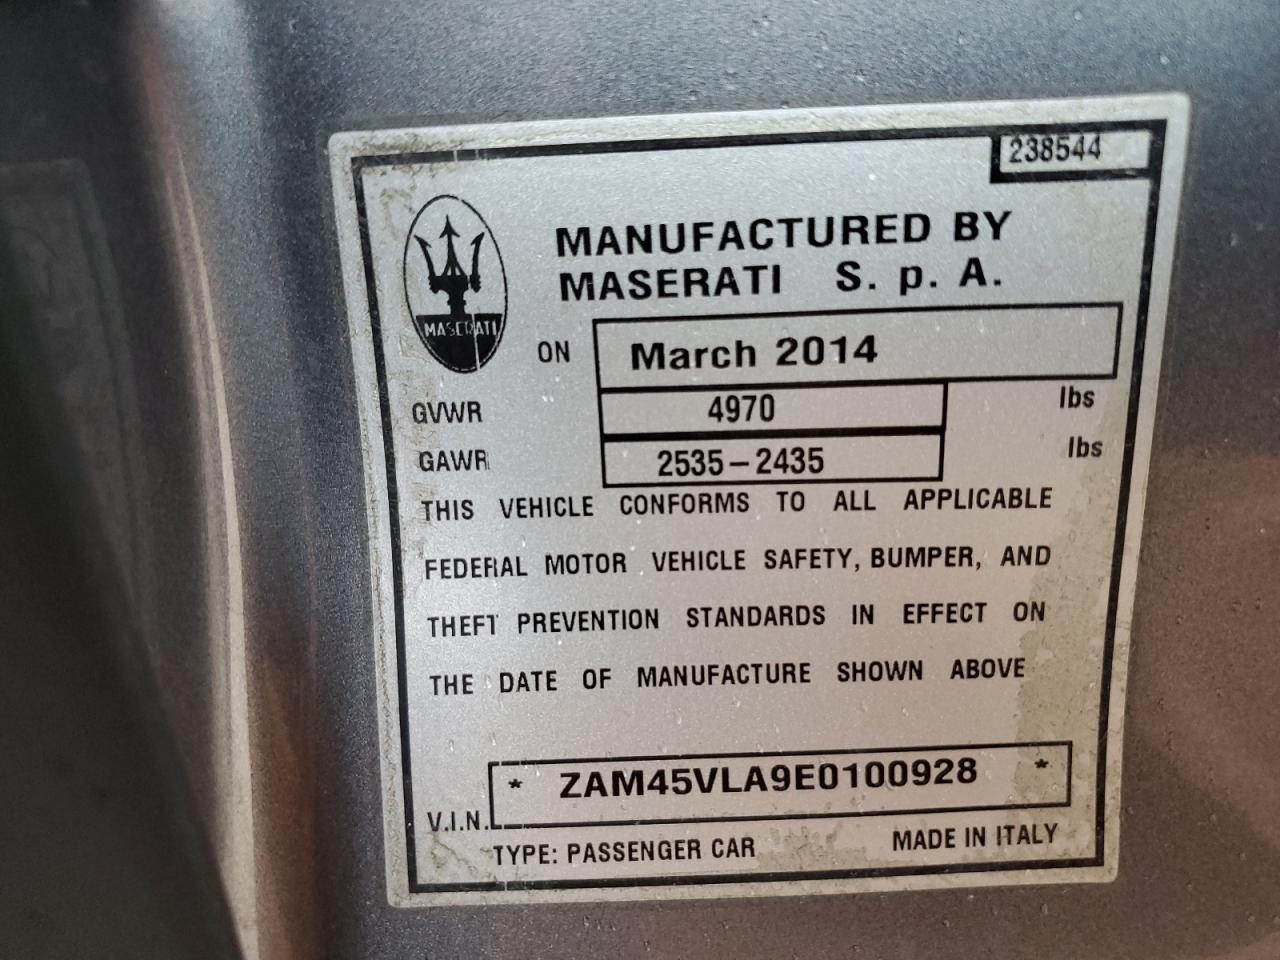 238544
MANUFACTURED BY
MASERATI S. p. A.
MASERATI
ON March 2014
GVWR 4970 lbs
GAWR 2535-2435 lbs
THIS VEHICLE CONFORMS TO ALL APPLICABLE
FEDERAL MOTOR VEHICLE SAFETY, BUMPER, AND
THEFT PREVENTION STANDARDS IN EFFECT ON
THE DATE OF MANUFACTURE SHOWN ABOVE
V.I.N. * ZAM45VLA9E0100928 *
TYPE: PASSENGER CAR MADE IN ITALY